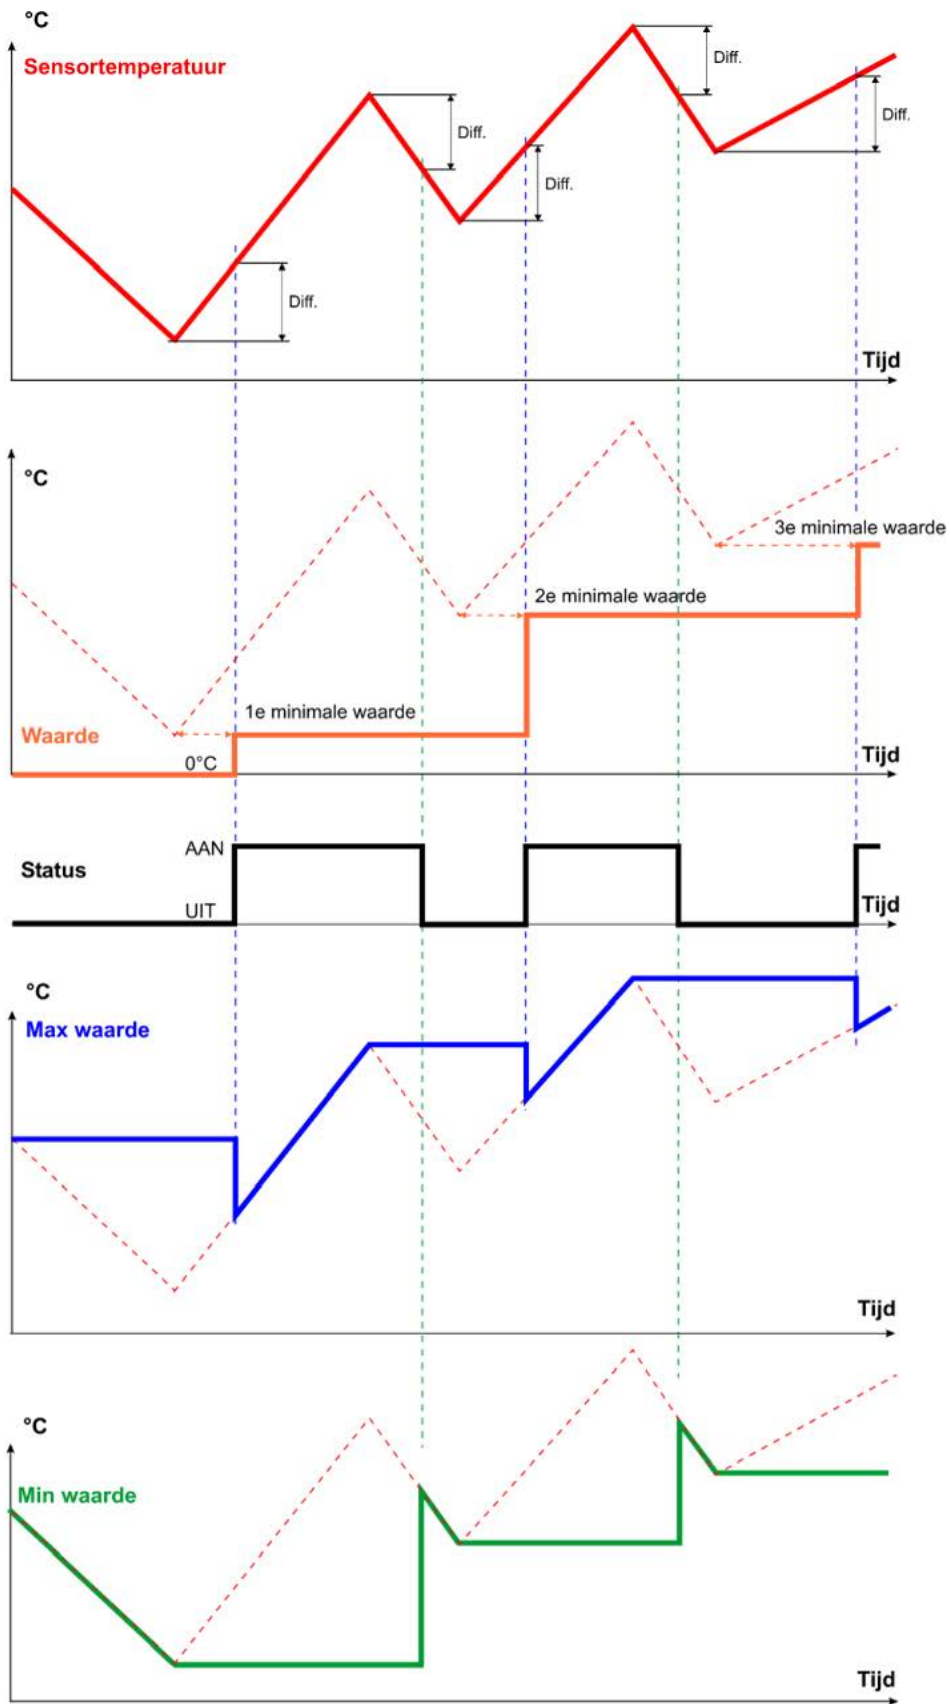 °C
Sensortemperatuur
Diff.
Diff.
Diff.
Diff.
Diff.
Tijd
°C
3e minimale waarde
2e minimale waarde
1e minimale waarde
Waarde
0°C
Tijd
AAN
Status
UIT
Tijd
°C
Max waarde
Tijd
°C
Min waarde
Tijd